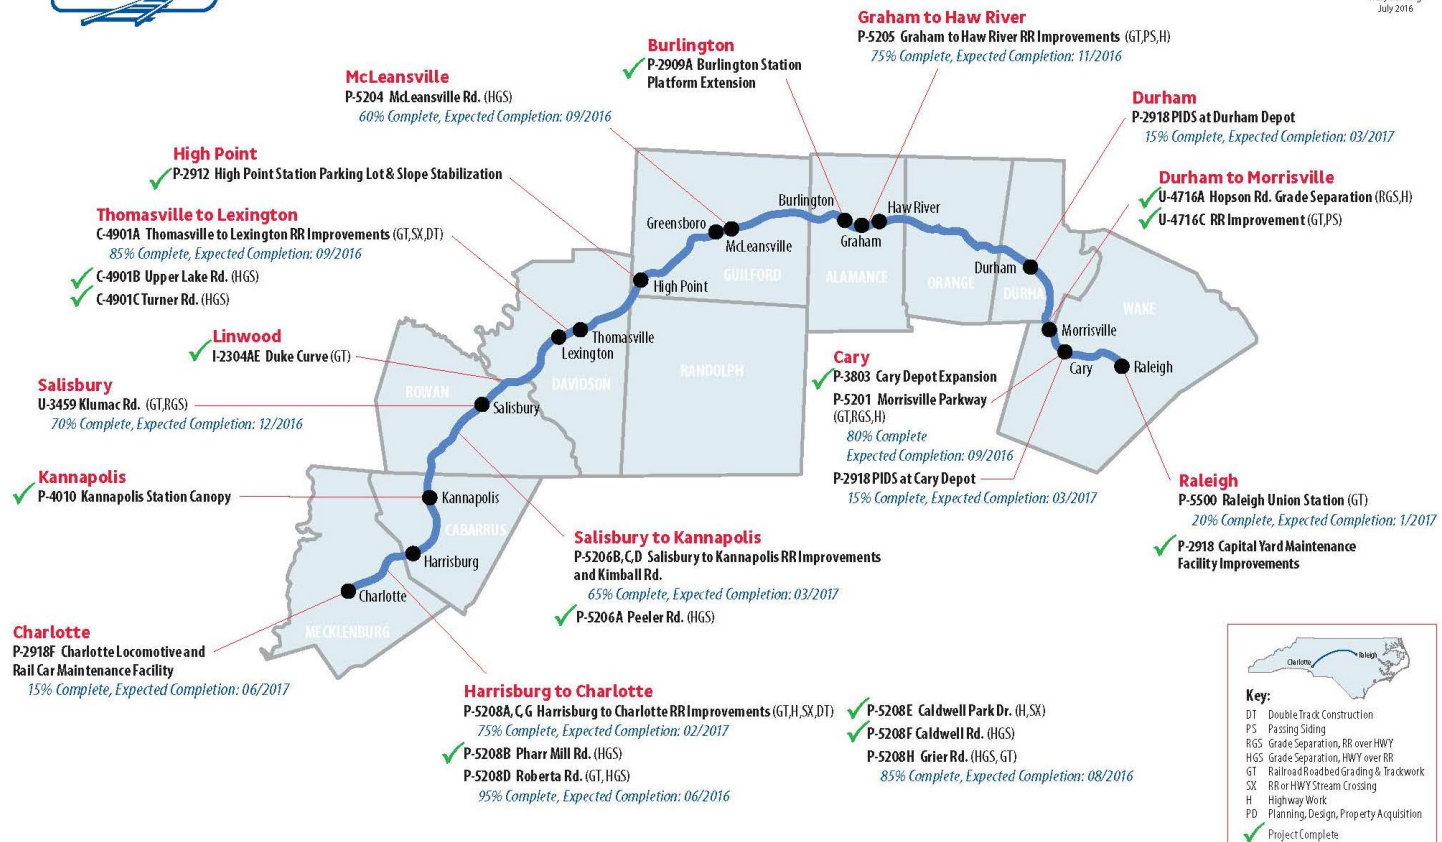 July 2016
Graham to Haw River
P-5205 Graham to Haw River RR Improvements (GT,PS,H)
75% Complete, Expected Completion: 11/2016
Burlington
P-2909A Burlington Station
Platform Extension
McLeansville
P-5204 McLeansville Rd. (HGS)
60% Complete, Expected Completion: 09/2016
Durham
P-2918 PIDS at Durham Depot
15% Complete, Expected Completion: 03/2017
High Point
P-2912 High Point Station Parking Lot & Slope Stabilization
Durham to Morrisville
U-4716A Hopson Rd. Grade Separation (RGS,H)
U-4716C RR Improvement (GT,PS)
Thomasville to Lexington
C-4901A Thomasville to Lexington RR Improvements (GT,SX,DT)
85% Complete, Expected Completion: 09/2016
C-4901B Upper Lake Rd. (HGS)
C-4901C Turner Rd. (HGS)
Linwood
I-2304AE Duke Curve (GT)
Salisbury
U-3459 Klumac Rd. (GT,RGS)
70% Complete, Expected Completion: 12/2016
Kannapolis
P-4010 Kannapolis Station Canopy
Burlington
Haw River
Greensboro
McLeansville
Graham
GUILFORD
ALAMANCE
ORANGE
Durham
DURHA
WAKE
High Point
Thomasville
Lexington
Morrisville
Cary
Raleigh
ROWAN
DAVIDSON
RANDOLPH
Salisbury
Kannapolis
CABARRUS
Harrisburg
Charlotte
MECKLENBURG
Cary
P-3803 Cary Depot Expansion
P-5201 Morrisville Parkway
(GT,RGS,H)
80% Complete
Expected Completion: 09/2016
P-2918 PIDS at Cary Depot
15% Complete, Expected Completion: 03/2017
Raleigh
P-5500 Raleigh Union Station (GT)
20% Complete, Expected Completion: 1/2017
P-2918 Capital Yard Maintenance
Facility Improvements
Salisbury to Kannapolis
P-5206B,C,D Salisbury to Kannapolis RR Improvements
and Kimball Rd.
65% Complete, Expected Completion: 03/2017
P-5206A Peeler Rd. (HGS)
Charlotte
P-2918F Charlotte Locomotive and
Rail Car Maintenance Facility
15% Complete, Expected Completion: 06/2017
Harrisburg to Charlotte
P-5208A,C,G Harrisburg to Charlotte RR Improvements (GT,H,SX,DT)
75% Complete, Expected Completion: 02/2017
P-5208B Pharr Mill Rd. (HGS)
P-5208D Roberta Rd. (GT,HGS)
95% Complete, Expected Completion: 06/2016
P-5208E Caldwell Park Dr. (H,SX)
P-5208F Caldwell Rd. (HGS)
P-5208H Grier Rd. (HGS, GT)
85% Complete, Expected Completion: 08/2016
Charlotte
Raleigh
Key:
DT Double Track Construction
PS Passing Siding
RGS Grade Separation, RR over HWY
HGS Grade Separation, HWY over RR
GT Railroad Roadbed Grading & Trackwork
SX RR or HWY Stream Crossing
H Highway Work
PD Planning, Design, Property Acquisition
Project Complete